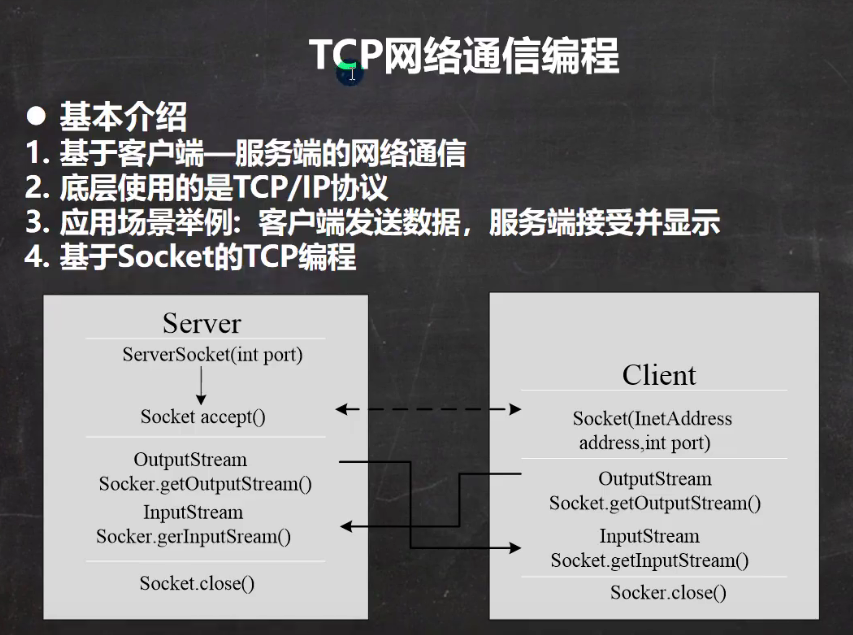 TCP网络通信编程
● 基本介绍
1. 基于客户端—服务端的网络通信
2. 底层使用的是TCP/IP协议
3. 应用场景举例: 客户端发送数据，服务端接受并显示
4. 基于Socket的TCP编程
Server
ServerSocket(int port)
Socket accept()
OutputStream
Socker.getOutputStream()
InputStream
Socker.gerInputSream()
Socket.close()
Client
Socket(InetAddress
address,int port)
OutputStream
Socket.getOutputStream()
InputStream
Socket.getInputStream()
Socker.close()